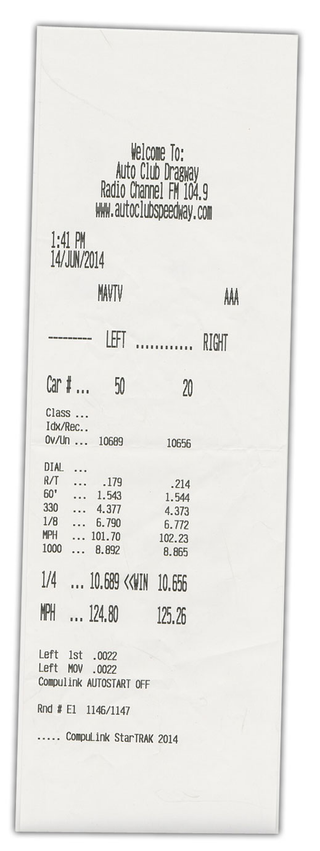 Welcome To:
Auto Club Dragway
Radio Channel FM 104.9
www.autoclubspeedway.com
1:41 PM
14/JUN/2014
MAVTV AAA
--------- LEFT ............ RIGHT
Car # ... 50 20
Class ...
Idx/Rec..
Ov/Un ... 10689 10656
DIAL ...
R/T ... .179 .214
60' ... 1.543 1.544
330 ... 4.377 4.373
1/8 ... 6.790 6.772
MPH ... 101.70 102.23
1000 ... 8.892 8.865
1/4 ... 10.689 <<WIN 10.656
MPH ... 124.80 125.26
Left 1st .0022
Left MOV .0022
Compulink AUTOSTART OFF
Rnd # E1 1146/1147
..... CompuLink StarTRAK 2014